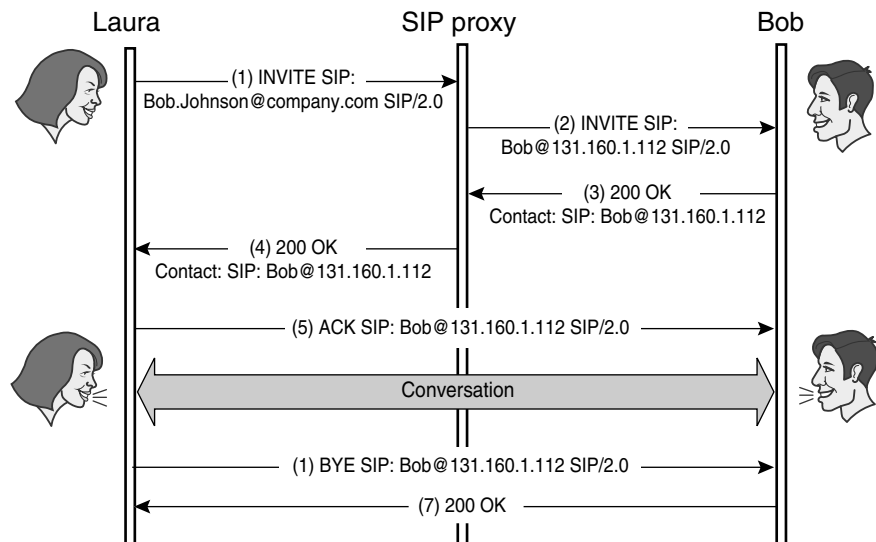 Laura
SIP proxy
Bob
(1) INVITE SIP:
Bob.Johnson@company.com SIP/2.0
(2) INVITE SIP:
Bob@131.160.1.112 SIP/2.0
(3) 200 OK
Contact: SIP: Bob@131.160.1.112
(4) 200 OK
Contact: SIP: Bob@131.160.1.112
(5) ACK SIP: Bob@131.160.1.112 SIP/2.0
Conversation
(1) BYE SIP: Bob@131.160.1.112 SIP/2.0
(7) 200 OK